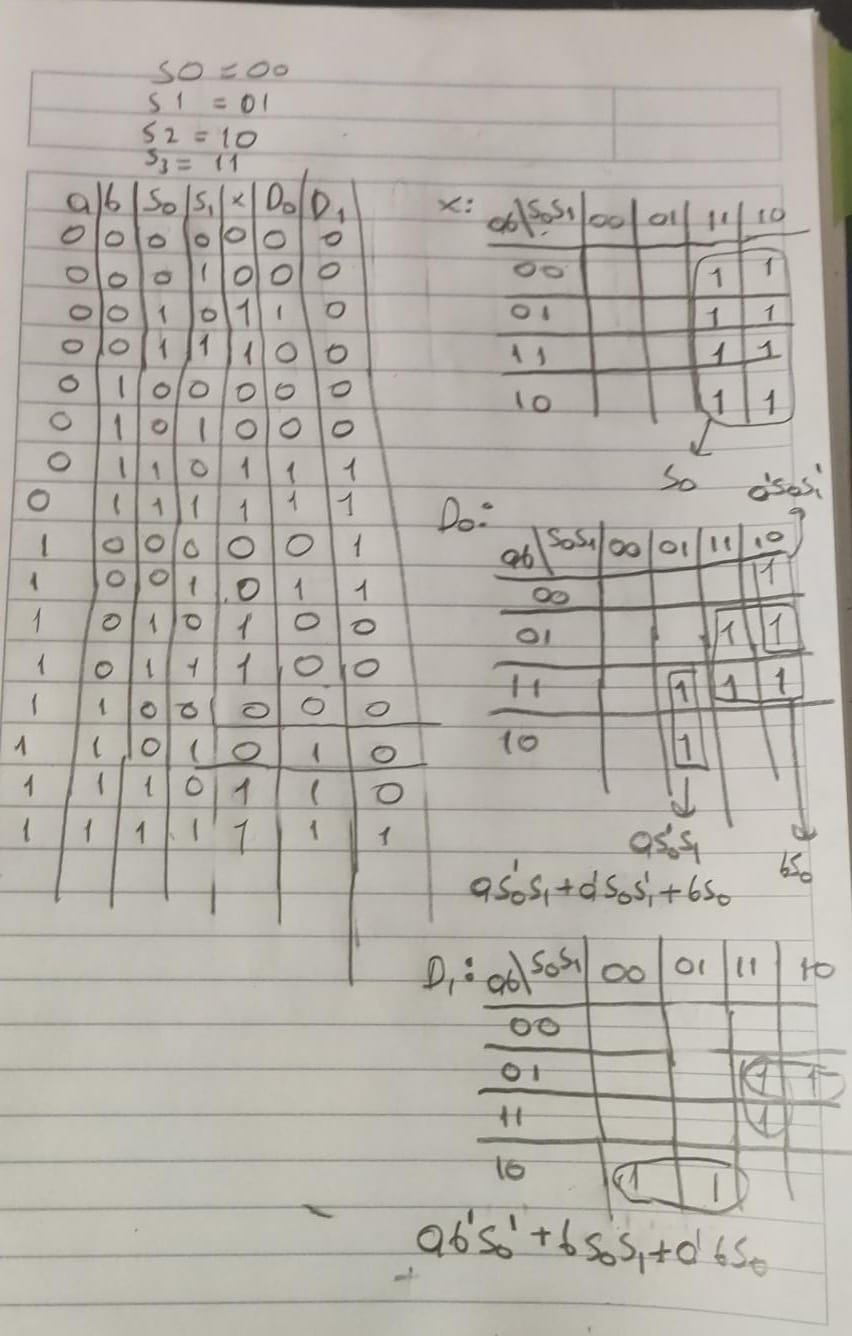 S0 = 00
S1 = 01
S2 = 10
S3 = 11
a b S0 S1 x D0 D1
0 0 0 0 0 0 0
0 0 0 1 0 0 0
0 0 1 0 1 1 0
0 0 1 1 1 0 0
0 1 0 0 0 0 0
0 1 0 1 0 0 0
0 1 1 0 1 1 1
0 1 1 1 1 1 1
1 0 0 0 0 0 1
1 0 0 1 0 1 1
1 0 1 0 1 0 0
1 0 1 1 1 0 0
1 1 0 0 0 0 0
1 1 0 1 0 1 0
1 1 1 0 1 1 0
1 1 1 1 1 1 1
x: ab\S0S1 00 01 11 10
00 1 1
01 1 1
11 1 1
10 1 1
S0
a'S0S1'
D0: ab\S0S1 00 01 11 10
00 1
01 1 1
11 1 1 1
10 1
aS0'S1
bS0
aS0'S1 + a'S0S1' + bS0
D1: ab\S0S1 00 01 11 10
00
01 1 1
11 1
10 1 1
ab'S0' + bS0S1 + a'bS0